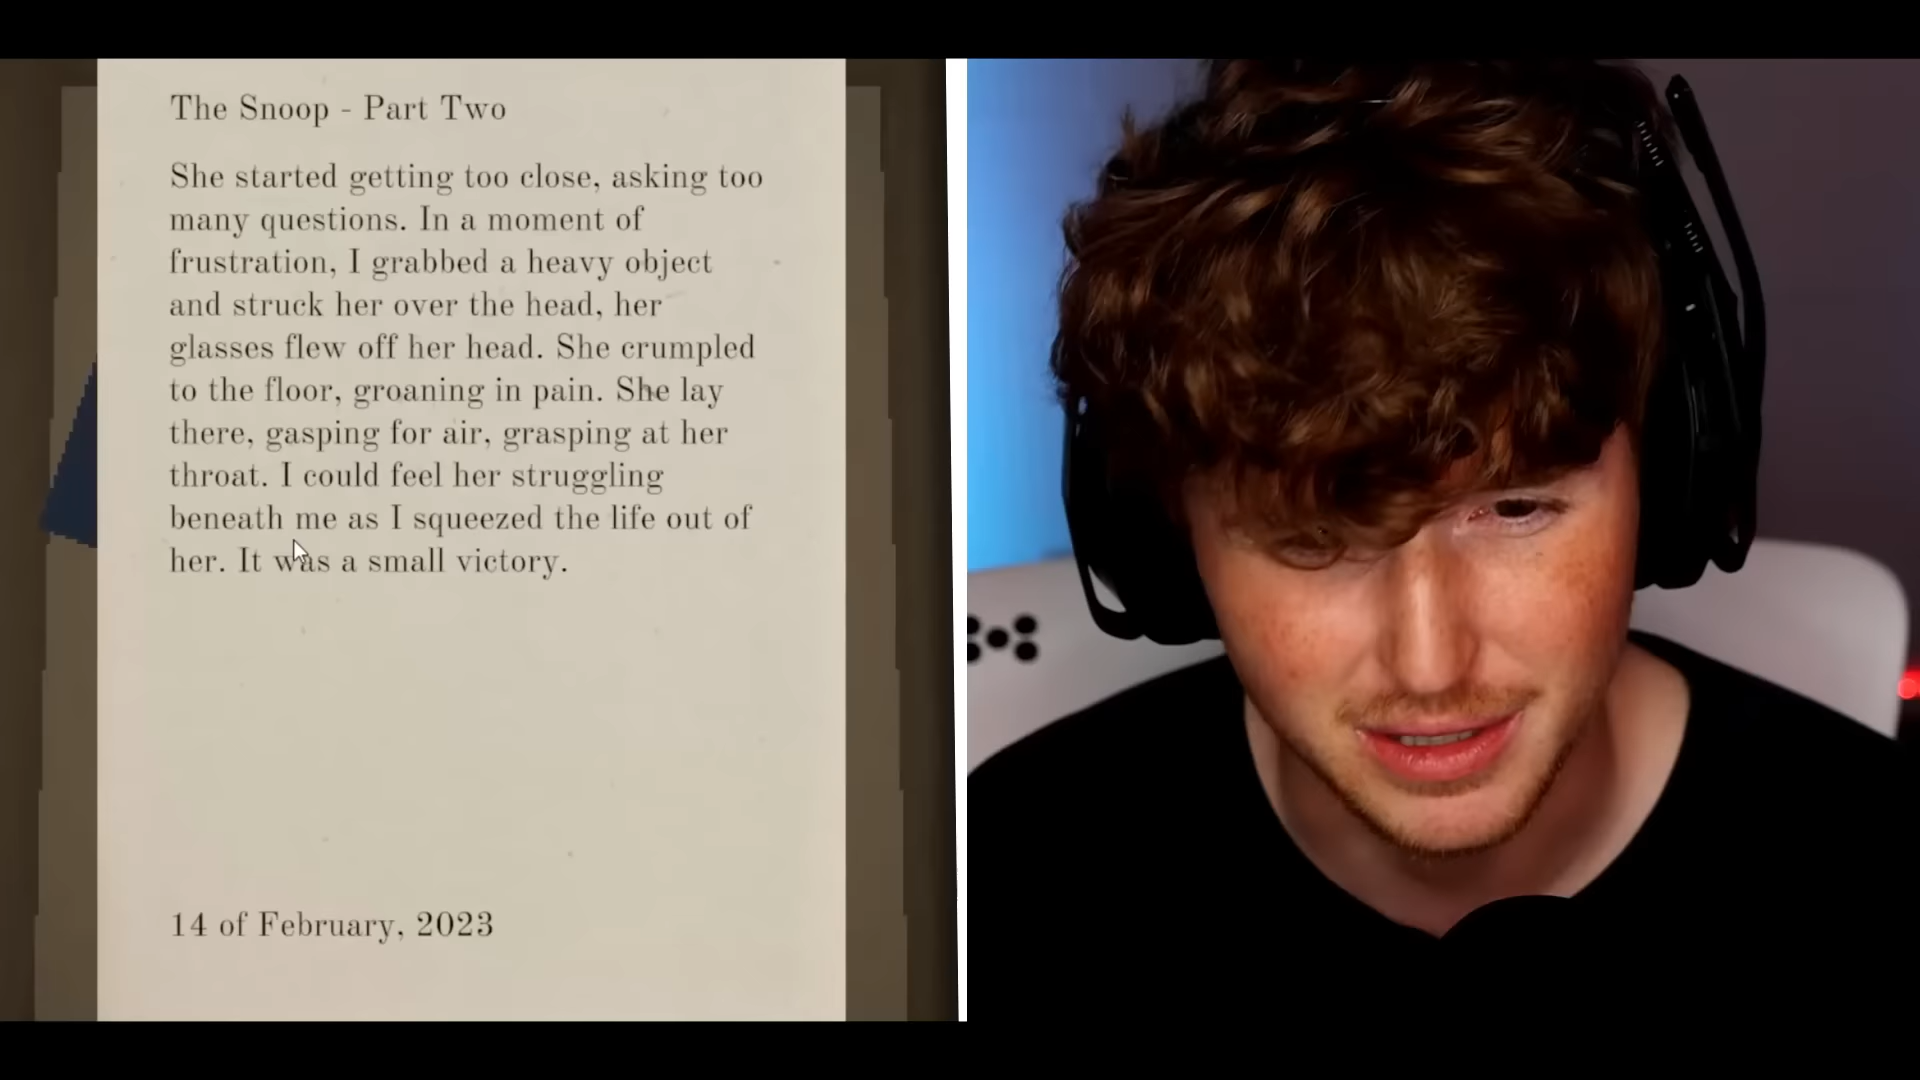 The Snoop - Part Two
She started getting too close, asking too
many questions. In a moment of
frustration, I grabbed a heavy object
and struck her over the head, her
glasses flew off her head. She crumpled
to the floor, groaning in pain. She lay
there, gasping for air, grasping at her
throat. I could feel her struggling
beneath me as I squeezed the life out of
her. It was a small victory.
14 of February, 2023